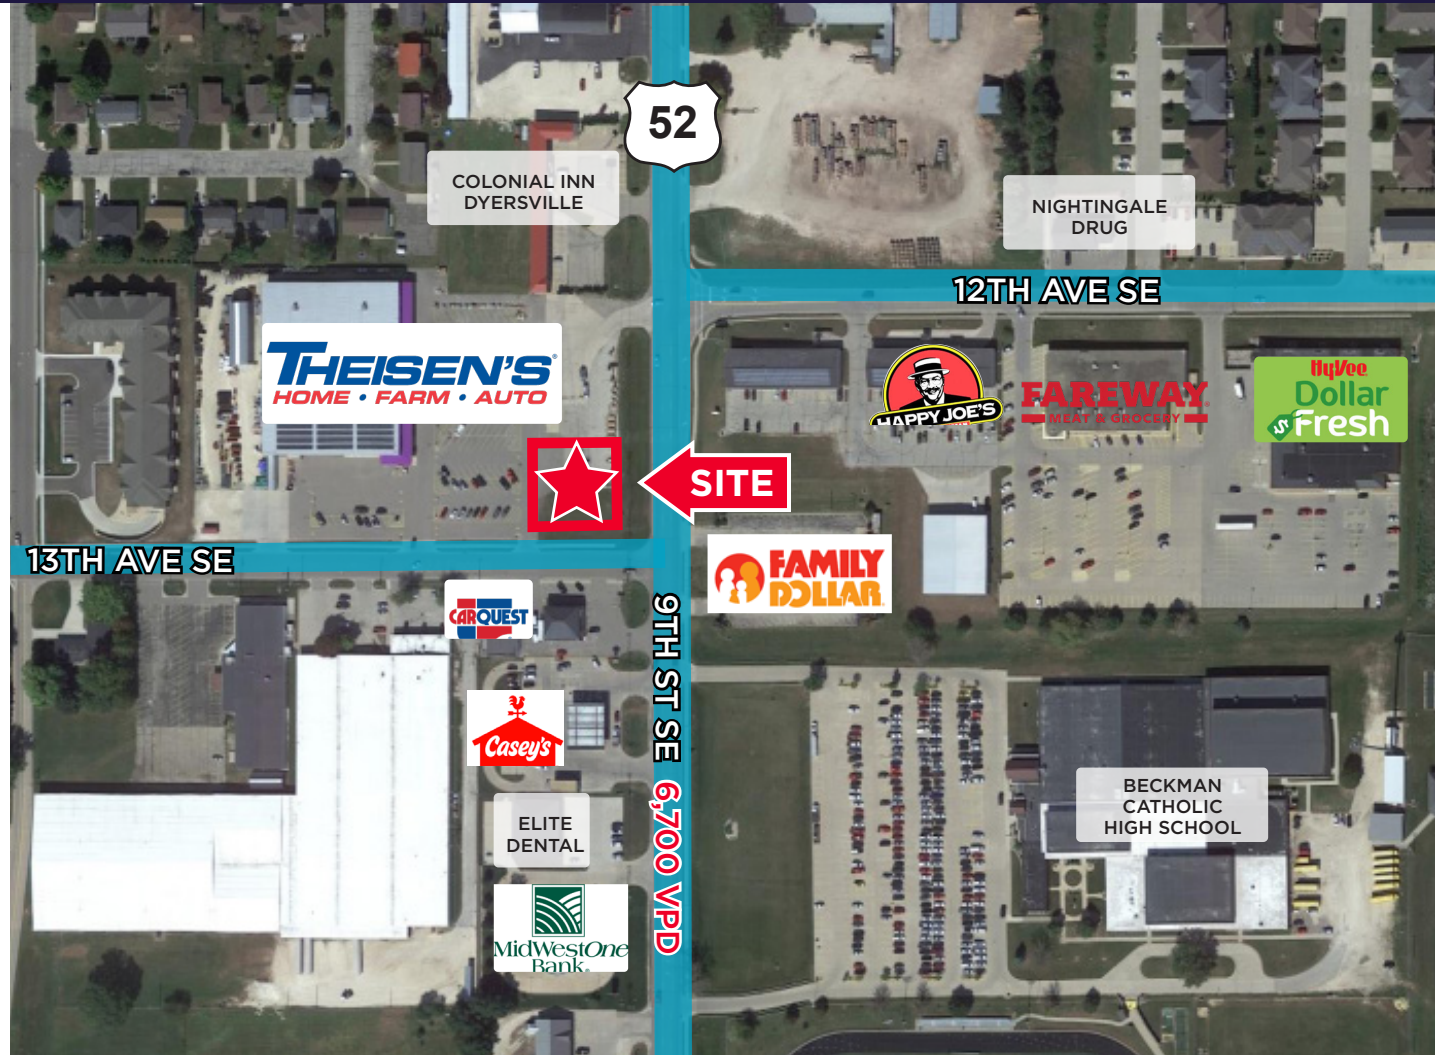 52
COLONIAL INN
DYERSVILLE
NIGHTINGALE
DRUG
12TH AVE SE
THEISEN'S®
HOME • FARM • AUTO
HAPPY JOE'S
FAREWAY
MEAT & GROCERY
HyVee
Dollar
$Fresh
SITE
13TH AVE SE
FAMILY
DOLLAR
CARQUEST
9TH ST SE 6,700 VPD
Casey's
ELITE
DENTAL
BECKMAN
CATHOLIC
HIGH SCHOOL
MidWestOne
Bank